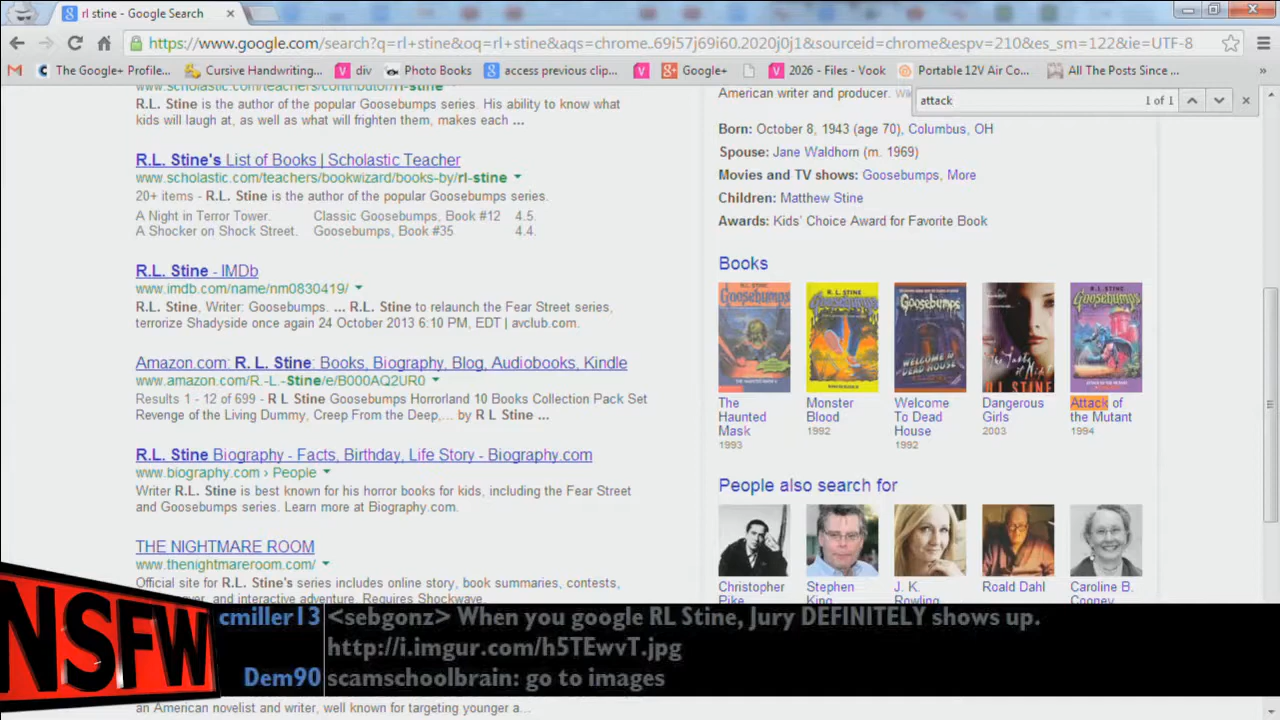 rl stine - Google Search
https://www.google.com/search?q=rl+stine&oq=rl+stine&aqs=chrome..69i57j69i60.2020j0j1&sourceid=chrome&espv=210&es_sm=122&ie=UTF-8
The Google+ Profile... Cursive Handwriting... div Photo Books access previous clip... Google+ 2026 - Files - Vook Portable 12V Air Co... All The Posts Since ...
attack 1 of 1
www.scholastic.com/teachers/contributor/rl-stine
R.L. Stine is the author of the popular Goosebumps series. His ability to know what
kids will laugh at, as well as what will frighten them, makes each ...
R.L. Stine's List of Books | Scholastic Teacher
www.scholastic.com/teachers/bookwizard/books-by/rl-stine
20+ items - R.L. Stine is the author of the popular Goosebumps series.
A Night in Terror Tower. Classic Goosebumps, Book #12 4.5.
A Shocker on Shock Street. Goosebumps, Book #35 4.4.
R.L. Stine - IMDb
www.imdb.com/name/nm0830419/
R.L. Stine, Writer: Goosebumps. ... R.L. Stine to relaunch the Fear Street series,
terrorize Shadyside once again 24 October 2013 6:10 PM, EDT | avclub.com.
Amazon.com: R. L. Stine: Books, Biography, Blog, Audiobooks, Kindle
www.amazon.com/R.-L.-Stine/e/B000AQ2UR0
Results 1 - 12 of 699 - R L Stine Goosebumps Horrorland 10 Books Collection Pack Set
Revenge of the Living Dummy, Creep From the Deep,... by R L Stine ...
R.L. Stine Biography - Facts, Birthday, Life Story - Biography.com
www.biography.com › People
Writer R.L. Stine is best known for his horror books for kids, including the Fear Street
and Goosebumps series. Learn more at Biography.com.
THE NIGHTMARE ROOM
www.thenightmareroom.com/
Official site for R.L. Stine's series includes online story, book summaries, contests,
and interactive adventure. Requires Shockwave.
American writer and producer.
Born: October 8, 1943 (age 70), Columbus, OH
Spouse: Jane Waldhorn (m. 1969)
Movies and TV shows: Goosebumps, More
Children: Matthew Stine
Awards: Kids' Choice Award for Favorite Book
Books
Goosebumps
Goosebumps
Goosebumps
WELCOME TO DEAD HOUSE
R.L. STINE
Goosebumps
The Haunted Mask 1993
Monster Blood 1992
Welcome To Dead House 1992
Dangerous Girls 2003
Attack of the Mutant 1994
People also search for
Christopher Pike
Stephen King
J. K. Rowling
Roald Dahl
Caroline B. Cooney
NSFW
cmiller13 <sebgonz> When you google RL Stine, Jury DEFINITELY shows up.
http://i.imgur.com/h5TEwvT.jpg
Dem90 scamschoolbrain: go to images
an American novelist and writer, well known for targeting younger a...